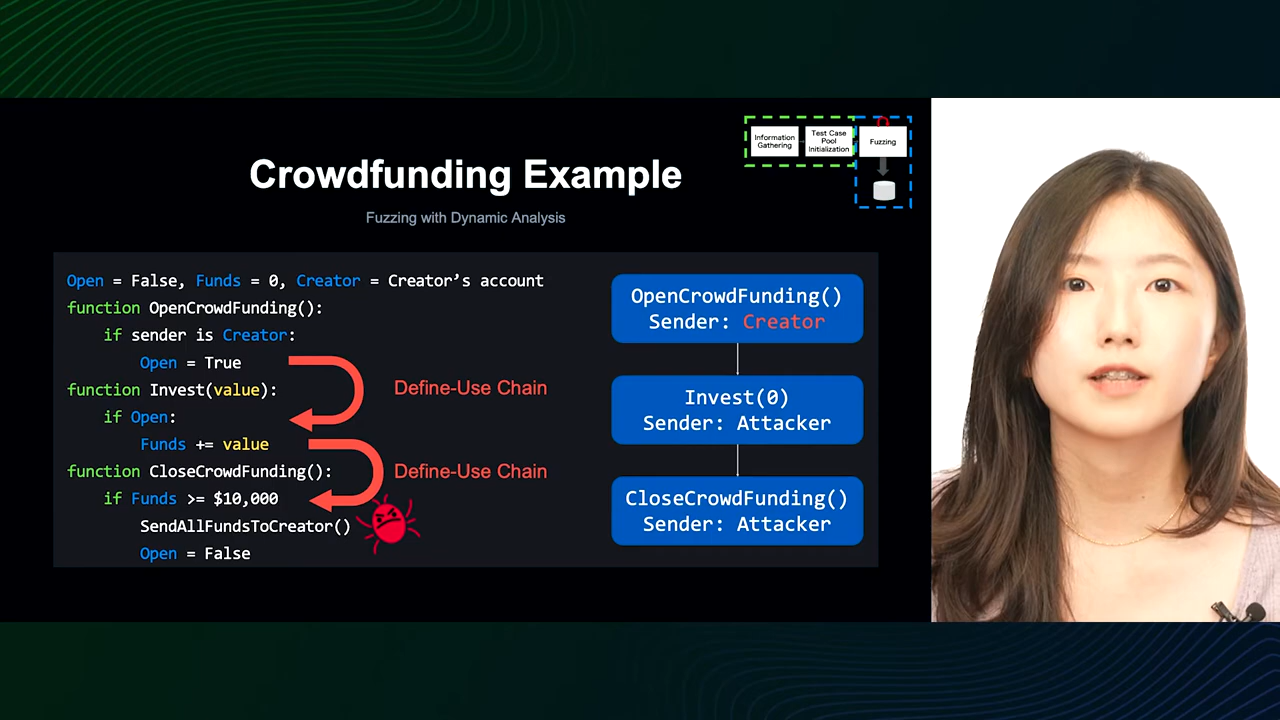 Information
Gathering
Test Case
Pool
Initialization
Fuzzing
Crowdfunding Example
Fuzzing with Dynamic Analysis
Open = False, Funds = 0, Creator = Creator’s account
function OpenCrowdFunding():
if sender is Creator:
Open = True
function Invest(value):
if Open:
Funds += value
function CloseCrowdFunding():
if Funds >= $10,000
SendAllFundsToCreator()
Open = False
Define-Use Chain
Define-Use Chain
OpenCrowdFunding()
Sender: Creator
Invest(0)
Sender: Attacker
CloseCrowdFunding()
Sender: Attacker